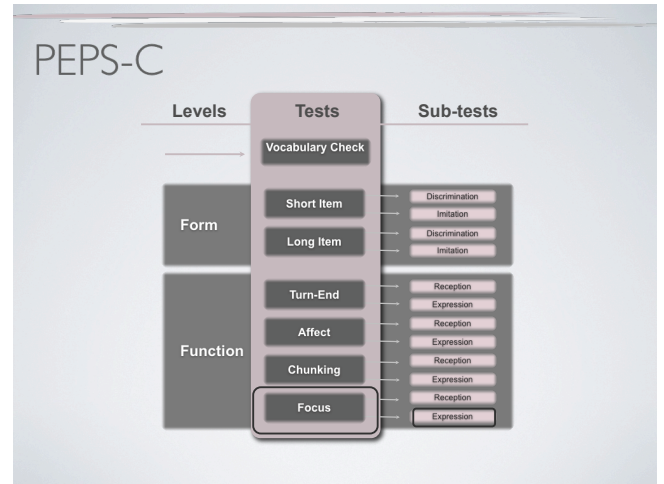 PEPS-C
Levels Tests Sub-tests
Vocabulary Check
Form
Short Item
Discrimination
Imitation
Long Item
Discrimination
Imitation
Function
Turn-End
Reception
Expression
Affect
Reception
Expression
Chunking
Reception
Expression
Focus
Reception
Expression